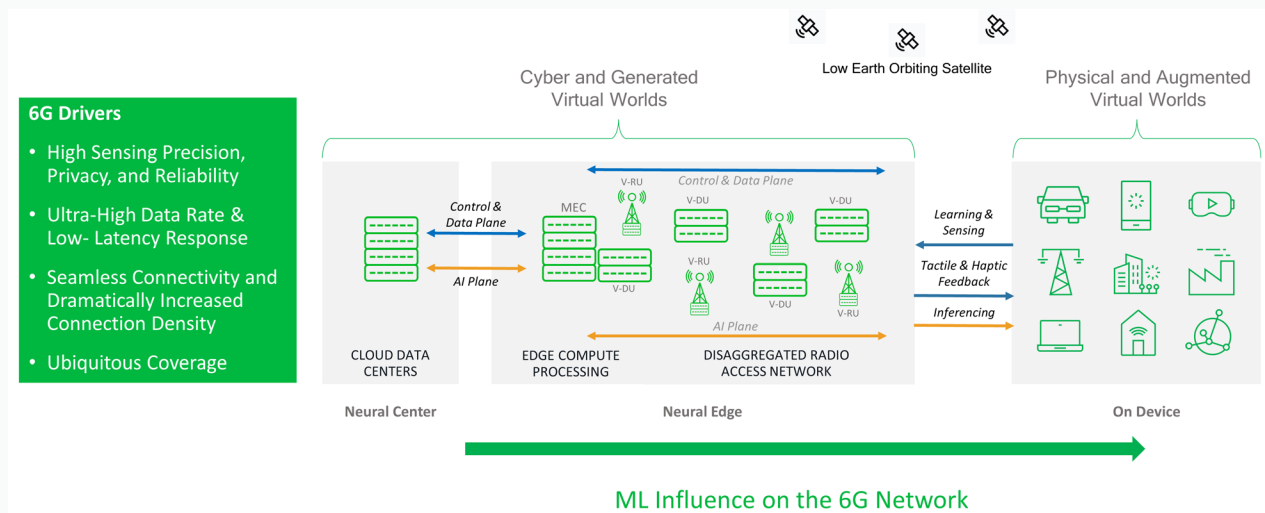 Low Earth Orbiting Satellite
Cyber and Generated
Virtual Worlds
Physical and Augmented
Virtual Worlds
6G Drivers
• High Sensing Precision,
Privacy, and Reliability
• Ultra-High Data Rate &
Low- Latency Response
• Seamless Connectivity and
Dramatically Increased
Connection Density
• Ubiquitous Coverage
Control &
Data Plane
AI Plane
CLOUD DATA
CENTERS
Control & Data Plane
MEC
V-RU
V-DU
V-DU
V-DU
V-RU
V-DU
V-RU
AI Plane
EDGE COMPUTE
PROCESSING
DISAGGREGATED RADIO
ACCESS NETWORK
Learning &
Sensing
Tactile & Haptic
Feedback
Inferencing
Neural Center
Neural Edge
On Device
ML Influence on the 6G Network